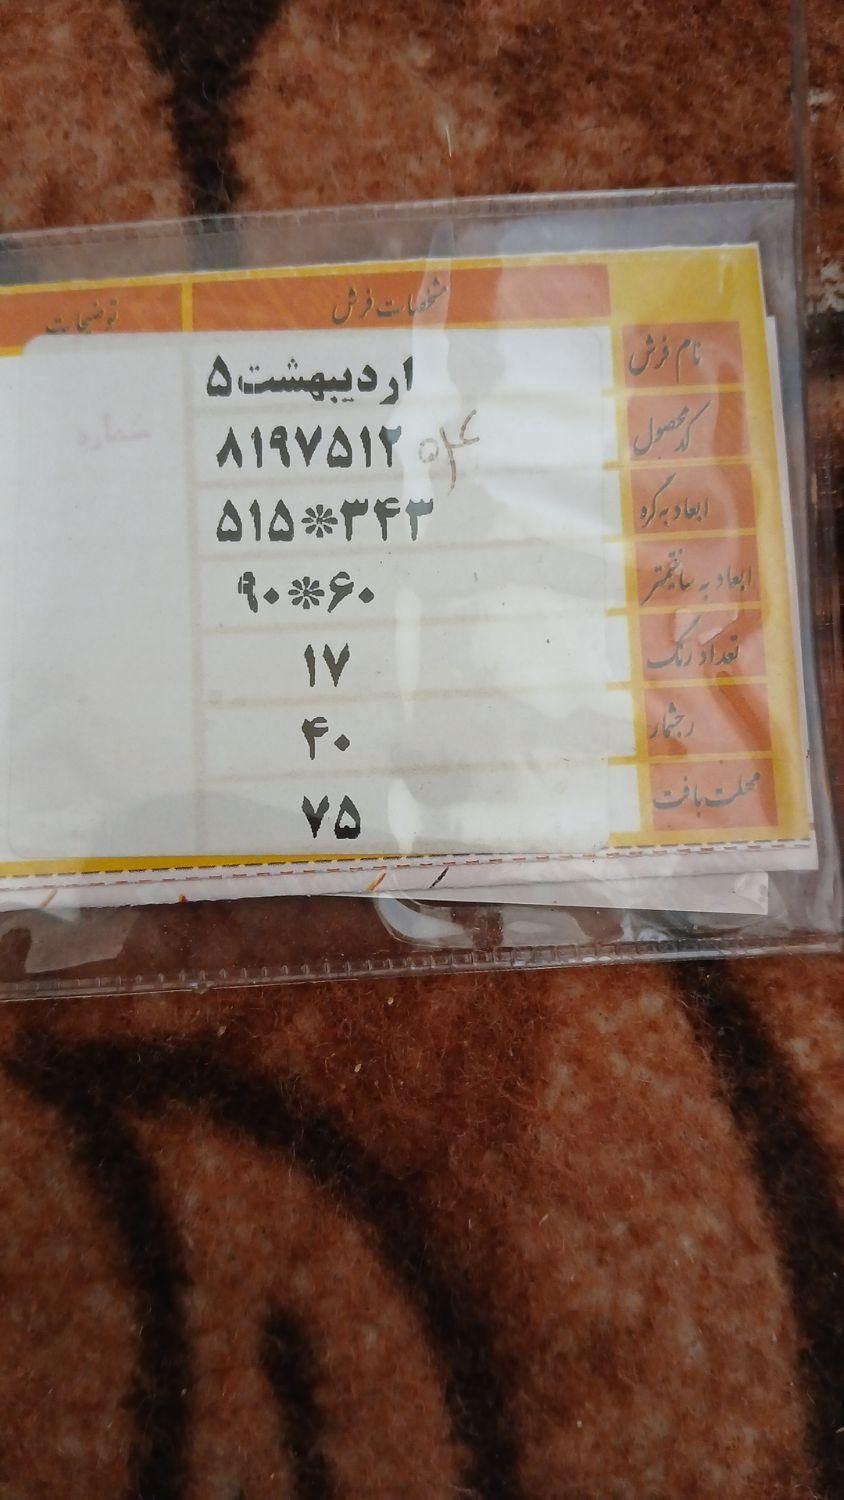 مشخصات فرش توضیحات
نام فرش اردیبهشت ۵
کد محصول ۸۱۹۷۵۱۲
ابعاد به گره ۵۱۵*۳۴۳
ابعاد به سانتیمتر ۹۰*۶۰
تعداد رنگ ۱۷
رجشمار ۴۰
مهلت بافت ۷۵
شماره